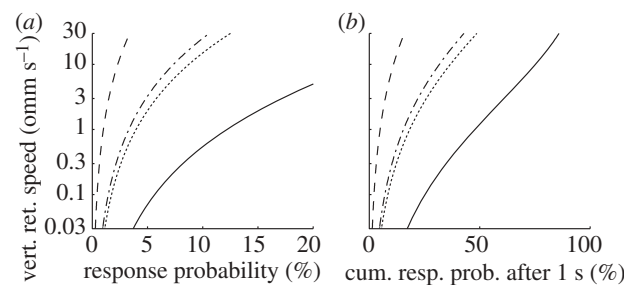 (a)
(b)
vert. ret. speed (omm s⁻¹)
30
10
3
1
0.3
0.1
0.03
0 5 10 15 20
response probability (%)
0 50 100
cum. resp. prob. after 1 s (%)